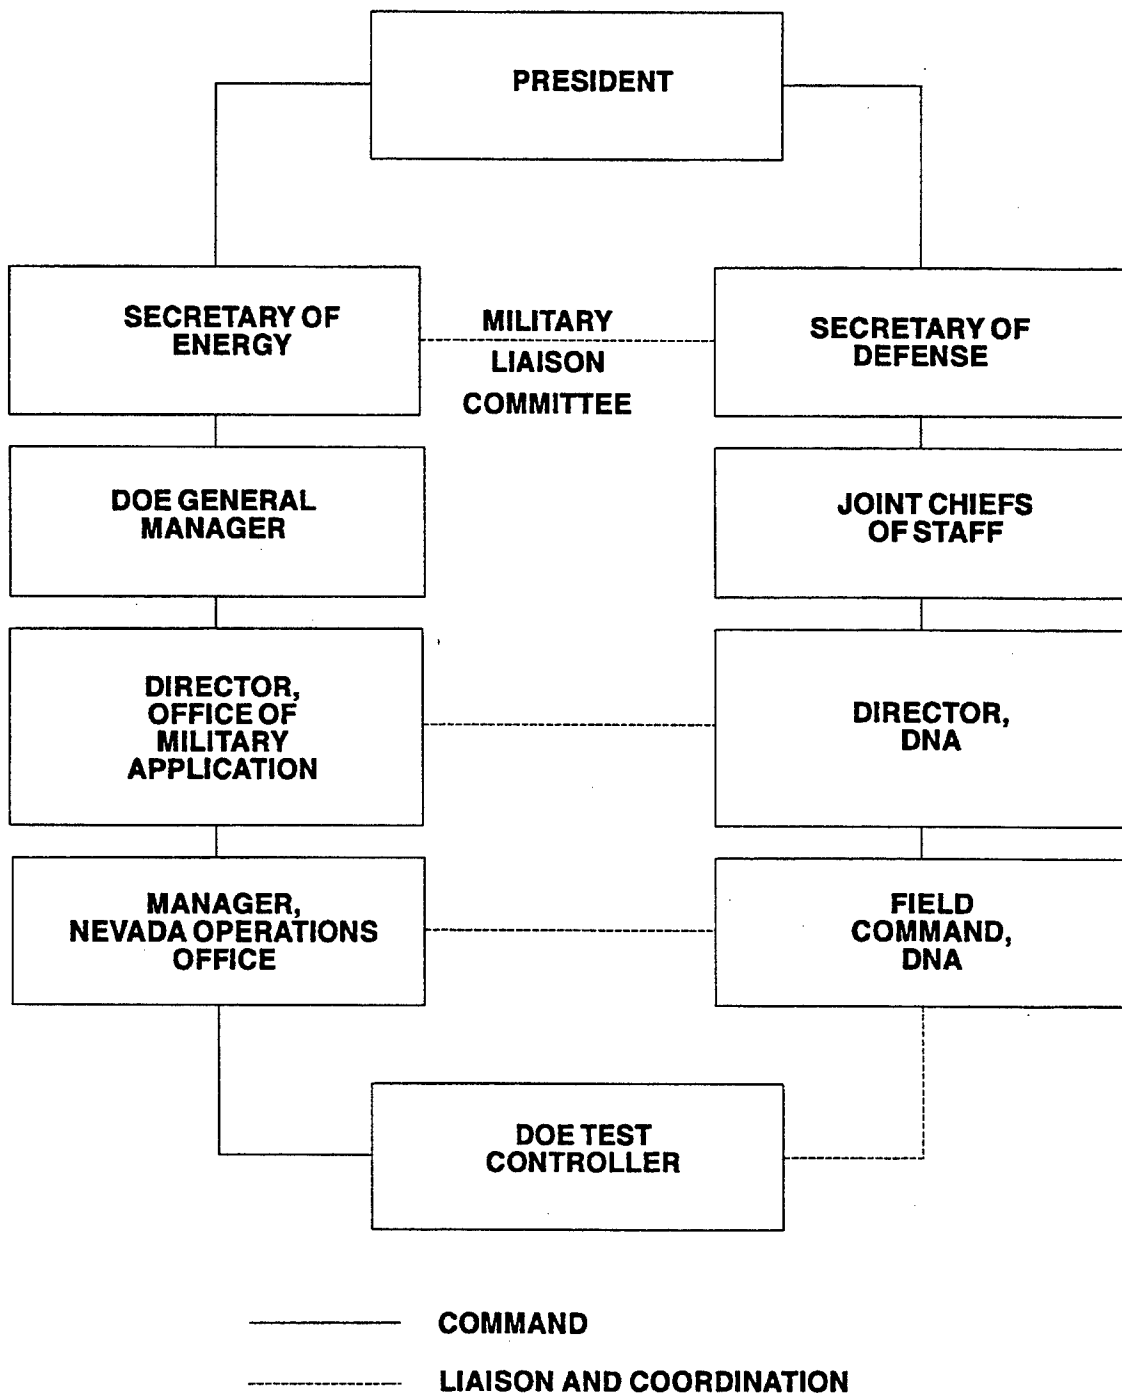 PRESIDENT
SECRETARY OF
ENERGY
MILITARY
LIAISON
COMMITTEE
SECRETARY OF
DEFENSE
DOE GENERAL
MANAGER
JOINT CHIEFS
OF STAFF
DIRECTOR,
OFFICE OF
MILITARY
APPLICATION
DIRECTOR,
DNA
MANAGER,
NEVADA OPERATIONS
OFFICE
FIELD
COMMAND,
DNA
DOE TEST
CONTROLLER
COMMAND
LIAISON AND COORDINATION